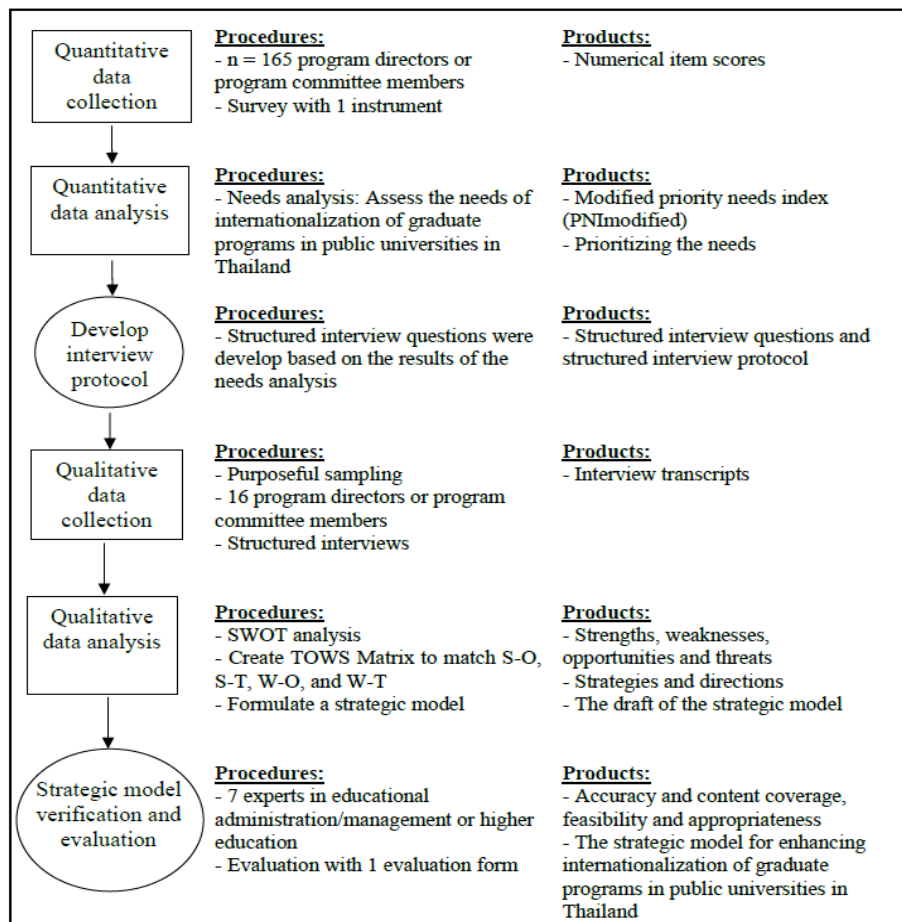 Quantitative
data
collection
Procedures:
- n = 165 program directors or
program committee members
- Survey with 1 instrument
Products:
- Numerical item scores
Quantitative
data analysis
Procedures:
- Needs analysis: Assess the needs of
internationalization of graduate
programs in public universities in
Thailand
Products:
- Modified priority needs index
(PNImodified)
- Prioritizing the needs
Develop
interview
protocol
Procedures:
- Structured interview questions were
develop based on the results of the
needs analysis
Products:
- Structured interview questions and
structured interview protocol
Qualitative
data
collection
Procedures:
- Purposeful sampling
- 16 program directors or program
committee members
- Structured interviews
Products:
- Interview transcripts
Qualitative
data analysis
Procedures:
- SWOT analysis
- Create TOWS Matrix to match S-O,
S-T, W-O, and W-T
- Formulate a strategic model
Products:
- Strengths, weaknesses,
opportunities and threats
- Strategies and directions
- The draft of the strategic model
Strategic model
verification and
evaluation
Procedures:
- 7 experts in educational
administration/management or higher
education
- Evaluation with 1 evaluation form
Products:
- Accuracy and content coverage,
feasibility and appropriateness
- The strategic model for enhancing
internationalization of graduate
programs in public universities in
Thailand